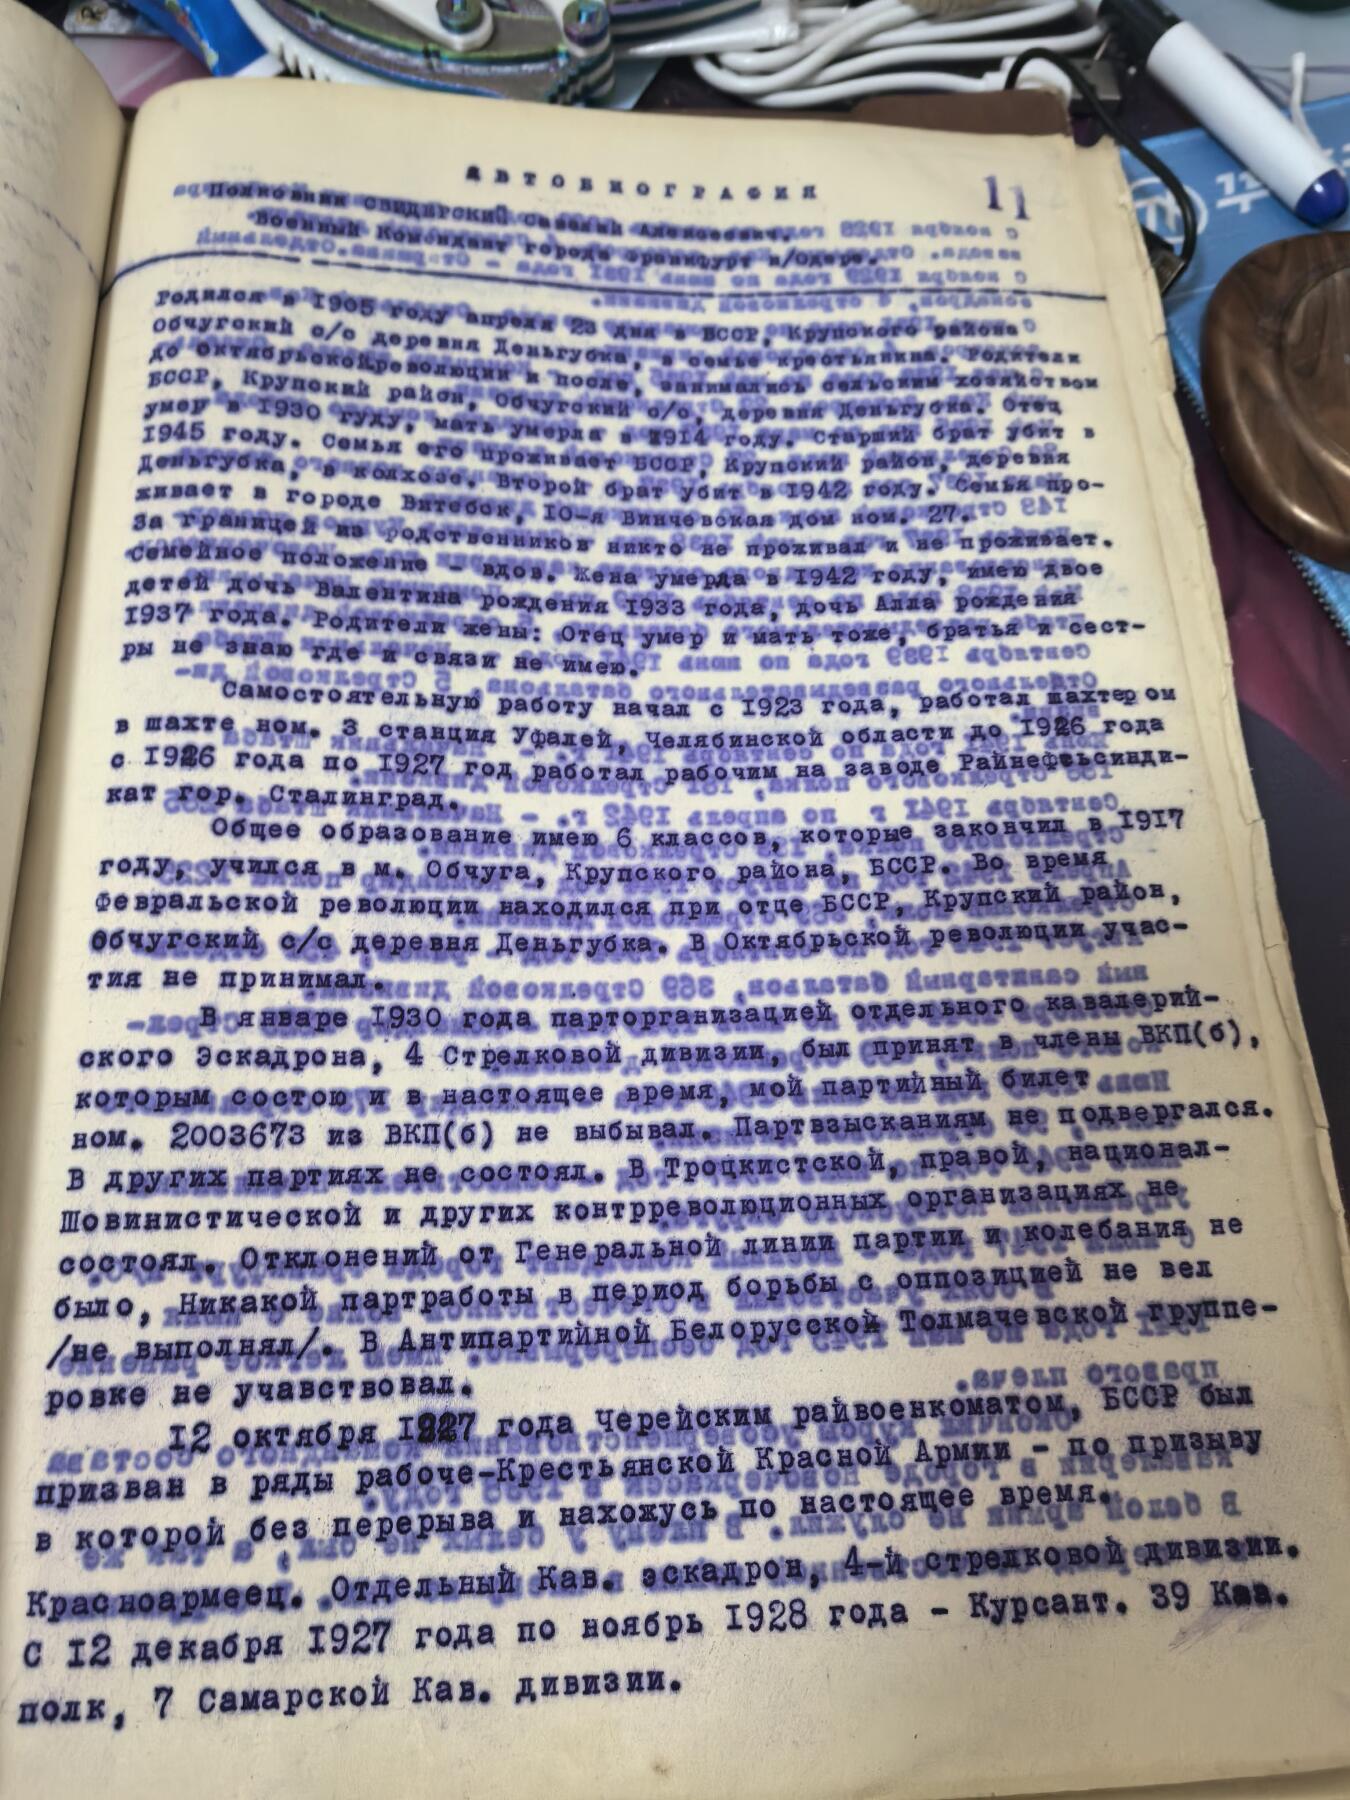 АВТОБИОГРАФИЯ
11
Полковник СВИДЕРСКИЙ Савелий Алексеевич.
Военный Комендант города Франкфурт н/Одере.
Родился в 1905 году апреля 23 дня в БССР, Крупского района
Обчугский с/с деревня Деньгубка, в семье крестьянина. Родители
до Октябрьскойреволюции и после, занимались сельским хозяйством
БССР, Крупский район, Обчугский с/с, деревня Деньгубка. Отец
умер в 1930 гуду, мать умерла в 1914 году. Старший брат убит в
1945 году. Семья его проживает БССР, Крупский район, деревня
Деньгубка, в колхозе. Второй брат убит в 1942 году. Семья про-
живает в городе Витебск, 10-я Винчевская дом ном. 27.
За границей из родственников никто не проживал и не проживает.
Семейное положение - вдов. Жена умерла в 1942 году, имею двое
детей дочь Валентина рождения 1933 года, дочь Алла рождения
1937 года. Родители жены: Отец умер и мать тоже, братья и сест-
ры не знаю где и связи не имею.
Самостоятельную работу начал с 1923 года, работал шахтером
в шахте ном. 3 станция Уфалей, Челябинской области до 1926 года
с 1926 года по 1927 год работал рабочим на заводе Райнефтьсинди-
кат гор. Сталинград.
Общее образование имею 6 классов, которые закончил в 1917
году, учился в м. Обчуга, Крупского района, БССР. Во время
Февральской революции находился при отце БССР, Крупский район,
Обчугский с/с деревня Деньгубка. В Октябрьской революции учас-
тия не принимал.
В январе 1930 года парторганизацией отдельного кавалерий-
ского Эскадрона, 4 Стрелковой дивизии, был принят в члены ВКП(б),
которым состою и в настоящее время, мой партийный билет
ном. 2003673 из ВКП(б) не выбывал. Партвзысканиям не подвергался.
В других партиях не состоял. В Троцкистской, правой, национал-
Шовинистической и других контрреволюционных организациях не
состоял. Отклонений от Генеральной линии партии и колебания не
было, Никакой партработы в период борьбы с оппозицией не вел
/не выполнял/. В Антипартийной Белорусской Толмачевской группе-
ровке не учавствовал.
12 октября 1927 года Черейским райвоенкоматом, БССР был
призван в ряды рабоче-Крестьянской Красной Армии - по призыву
в которой без перерыва и нахожусь по настоящее время.
Красноармеец. Отдельный Кав. эскадрон, 4-й стрелковой дивизии.
С 12 декабря 1927 года по ноябрь 1928 года - Курсант. 39 Кав.
полк, 7 Самарской Кав. дивизии.